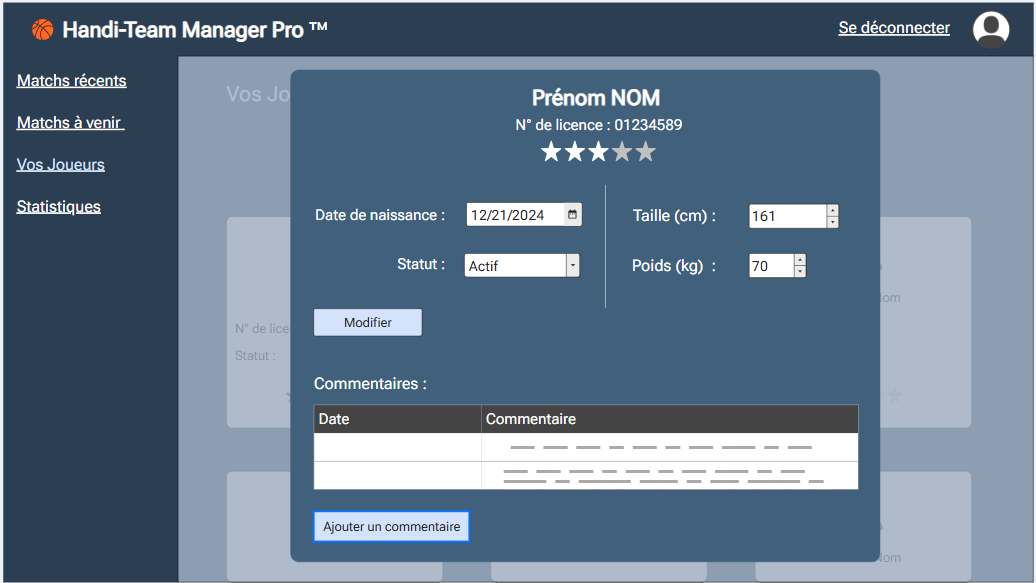 Handi-Team Manager Pro ™
Se déconnecter
Matchs récents
Matchs à venir
Vos Joueurs
Statistiques
Vos Jo
Prénom NOM
N° de licence : 01234589
Date de naissance : 12/21/2024
Taille (cm) : 161
Statut : Actif
Poids (kg) : 70
om
N° de lice
Modifier
Statut :
Commentaires :
Date Commentaire
Ajouter un commentaire
om